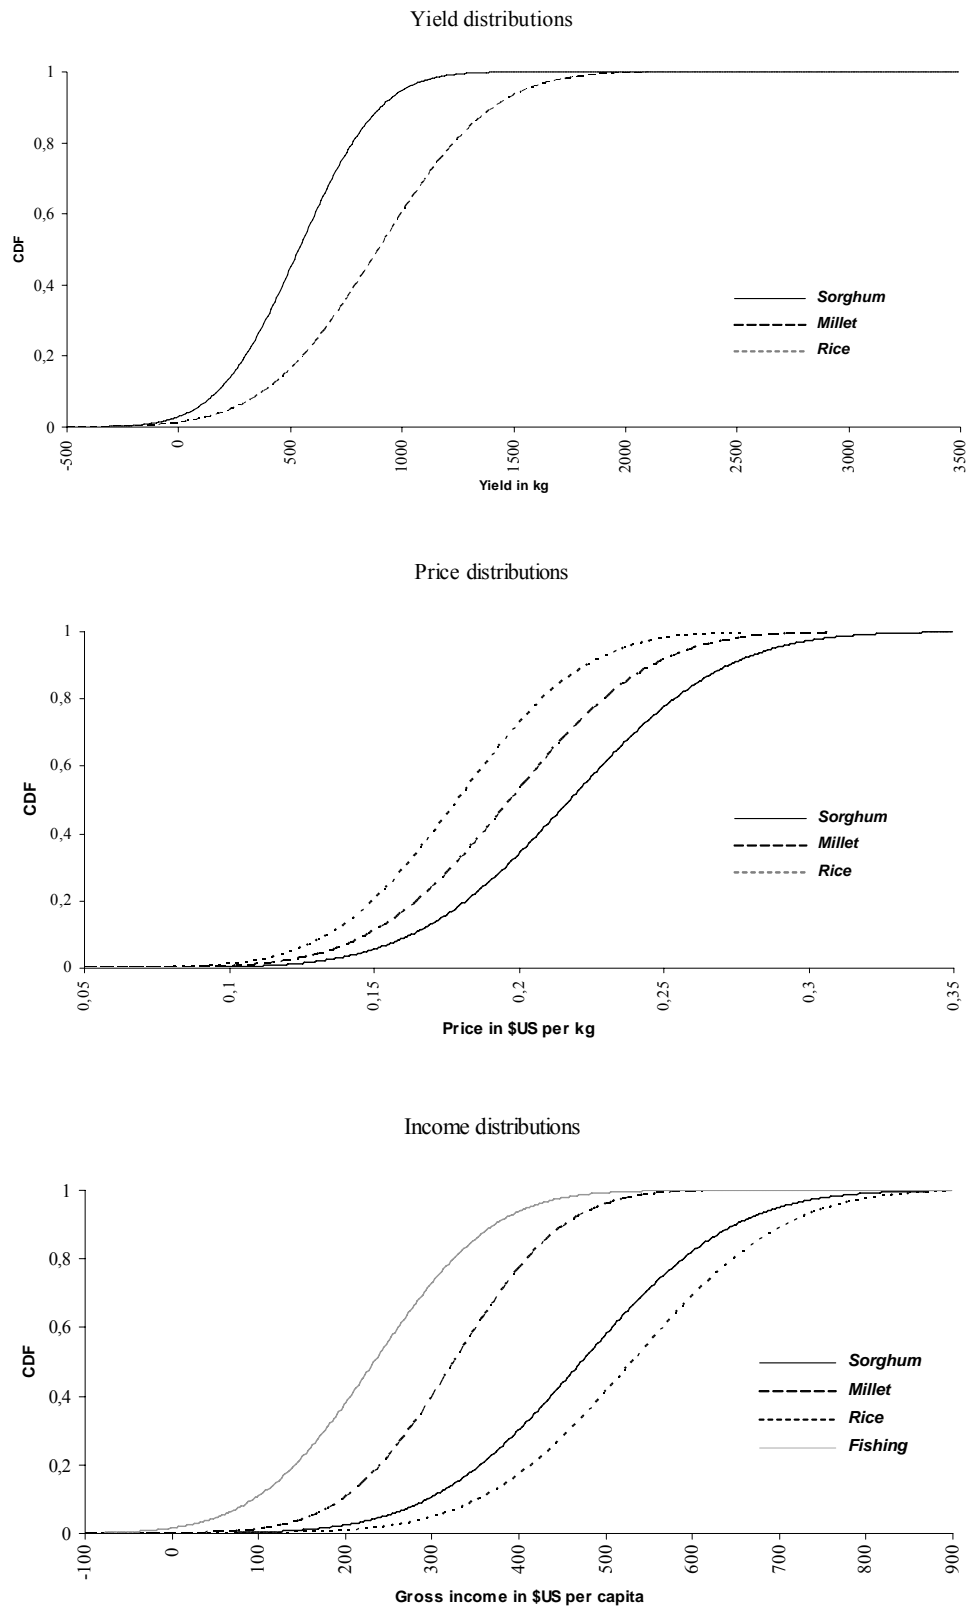 Yield distributions
1
0,8
0,6
0,4
0,2
0
CDF
-500
0
500
1000
1500
2000
2500
3000
3500
Yield in kg
Sorghum
Millet
Rice
Price distributions
1
0,8
0,6
0,4
0,2
0
CDF
0,05
0,1
0,15
0,2
0,25
0,3
0,35
Price in $US per kg
Sorghum
Millet
Rice
Income distributions
1
0,8
0,6
0,4
0,2
0
CDF
-100
0
100
200
300
400
500
600
700
800
900
Gross income in $US per capita
Sorghum
Millet
Rice
Fishing